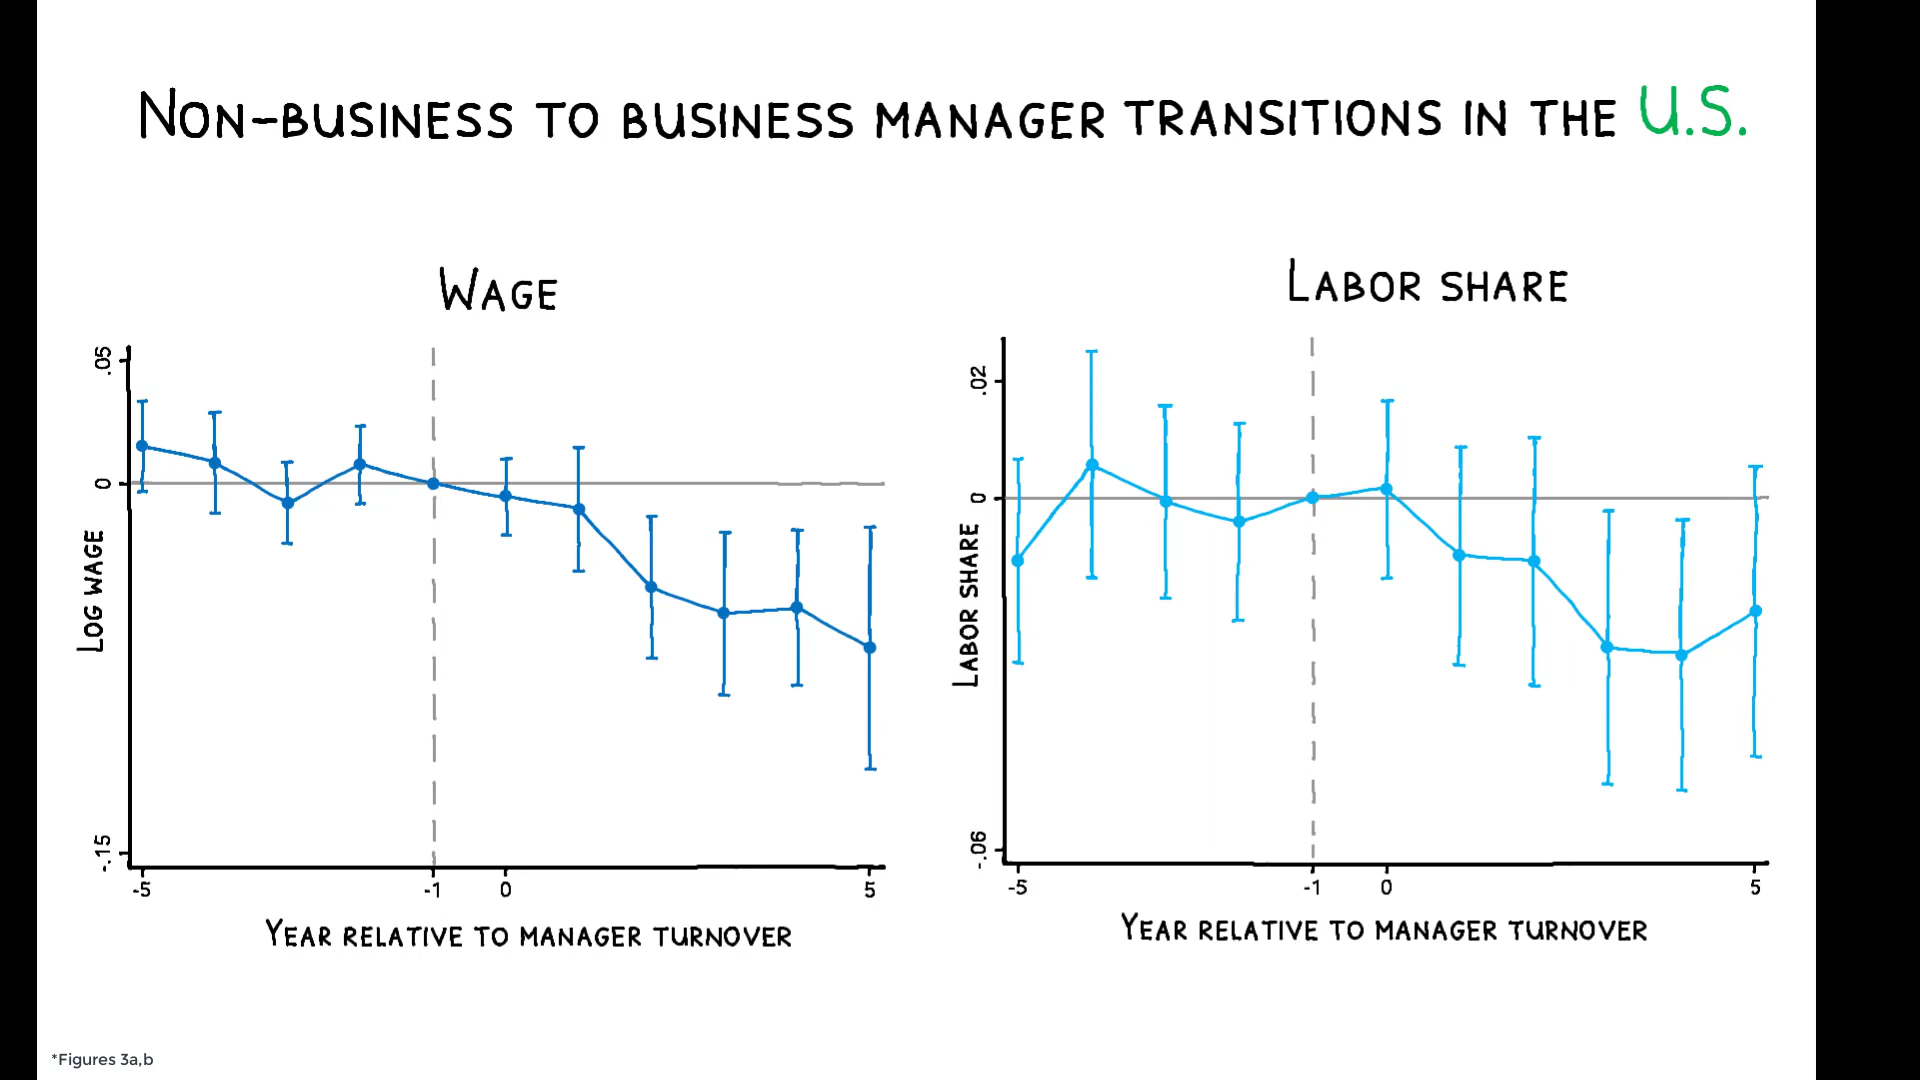 NON-BUSINESS TO BUSINESS MANAGER TRANSITIONS IN THE U.S.
WAGE
.05
0
-.15
LOG WAGE
-5 -1 0 5
YEAR RELATIVE TO MANAGER TURNOVER
LABOR SHARE
.02
0
-.06
LABOR SHARE
-5 -1 0 5
YEAR RELATIVE TO MANAGER TURNOVER
*Figures 3a,b